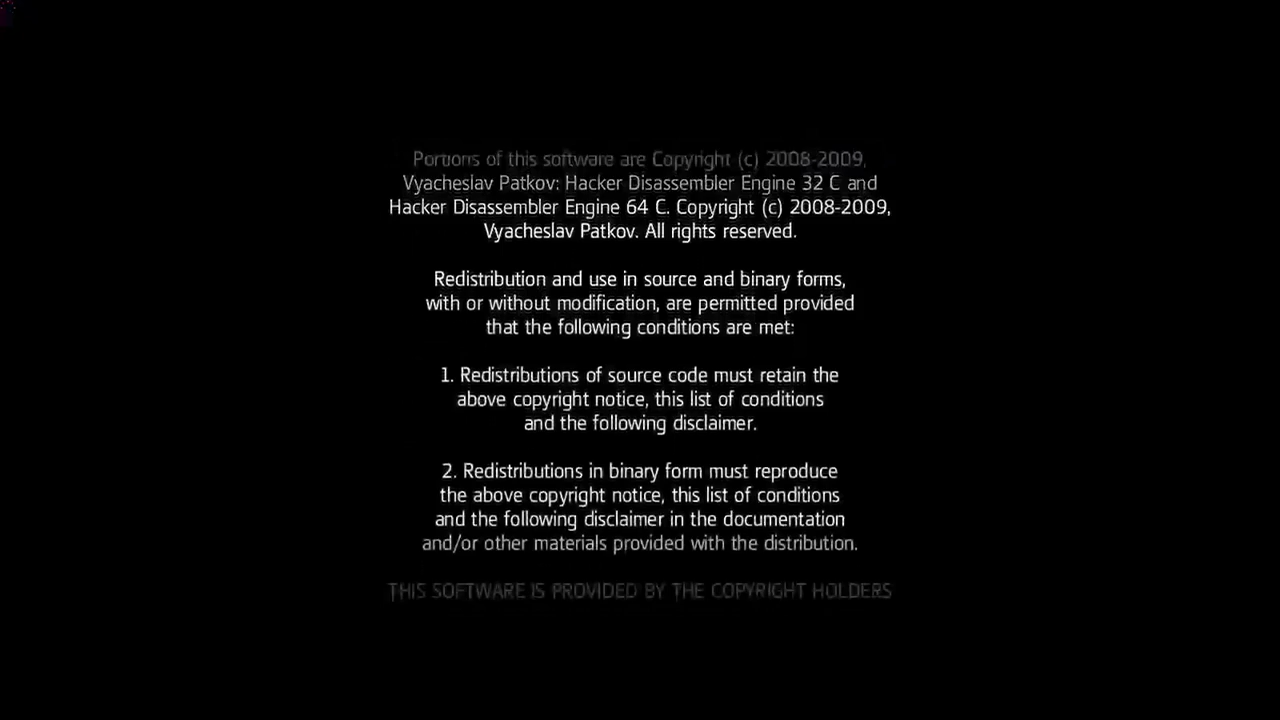 Portions of this software are Copyright (c) 2008-2009,
Vyacheslav Patkov: Hacker Disassembler Engine 32 C and
Hacker Disassembler Engine 64 C. Copyright (c) 2008-2009,
Vyacheslav Patkov. All rights reserved.
Redistribution and use in source and binary forms,
with or without modification, are permitted provided
that the following conditions are met:
1. Redistributions of source code must retain the
above copyright notice, this list of conditions
and the following disclaimer.
2. Redistributions in binary form must reproduce
the above copyright notice, this list of conditions
and the following disclaimer in the documentation
and/or other materials provided with the distribution.
THIS SOFTWARE IS PROVIDED BY THE COPYRIGHT HOLDERS